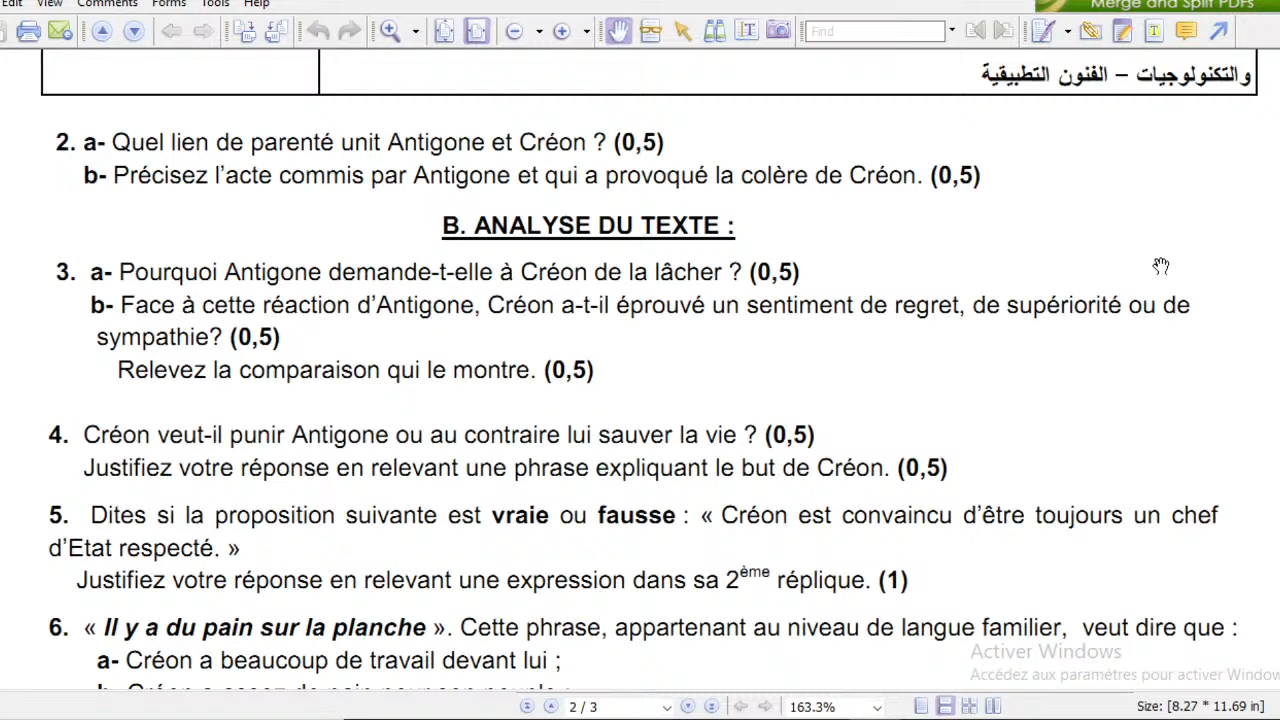 Edit View Comments Forms Tools Help
Merge and Split PDFs
Find
والتكنولوجيات – الفنون التطبيقية
2. a- Quel lien de parenté unit Antigone et Créon ? (0,5)
b- Précisez l’acte commis par Antigone et qui a provoqué la colère de Créon. (0,5)
B. ANALYSE DU TEXTE :
3. a- Pourquoi Antigone demande-t-elle à Créon de la lâcher ? (0,5)
b- Face à cette réaction d’Antigone, Créon a-t-il éprouvé un sentiment de regret, de supériorité ou de
sympathie? (0,5)
Relevez la comparaison qui le montre. (0,5)
4. Créon veut-il punir Antigone ou au contraire lui sauver la vie ? (0,5)
Justifiez votre réponse en relevant une phrase expliquant le but de Créon. (0,5)
5. Dites si la proposition suivante est vraie ou fausse : « Créon est convaincu d’être toujours un chef
d’Etat respecté. »
Justifiez votre réponse en relevant une expression dans sa 2ème réplique. (1)
6. « Il y a du pain sur la planche ». Cette phrase, appartenant au niveau de langue familier, veut dire que :
Activer Windows
a- Créon a beaucoup de travail devant lui ;
Accédez aux paramètres pour activer Window
2 / 3
163.3%
Size: [8.27 * 11.69 in]